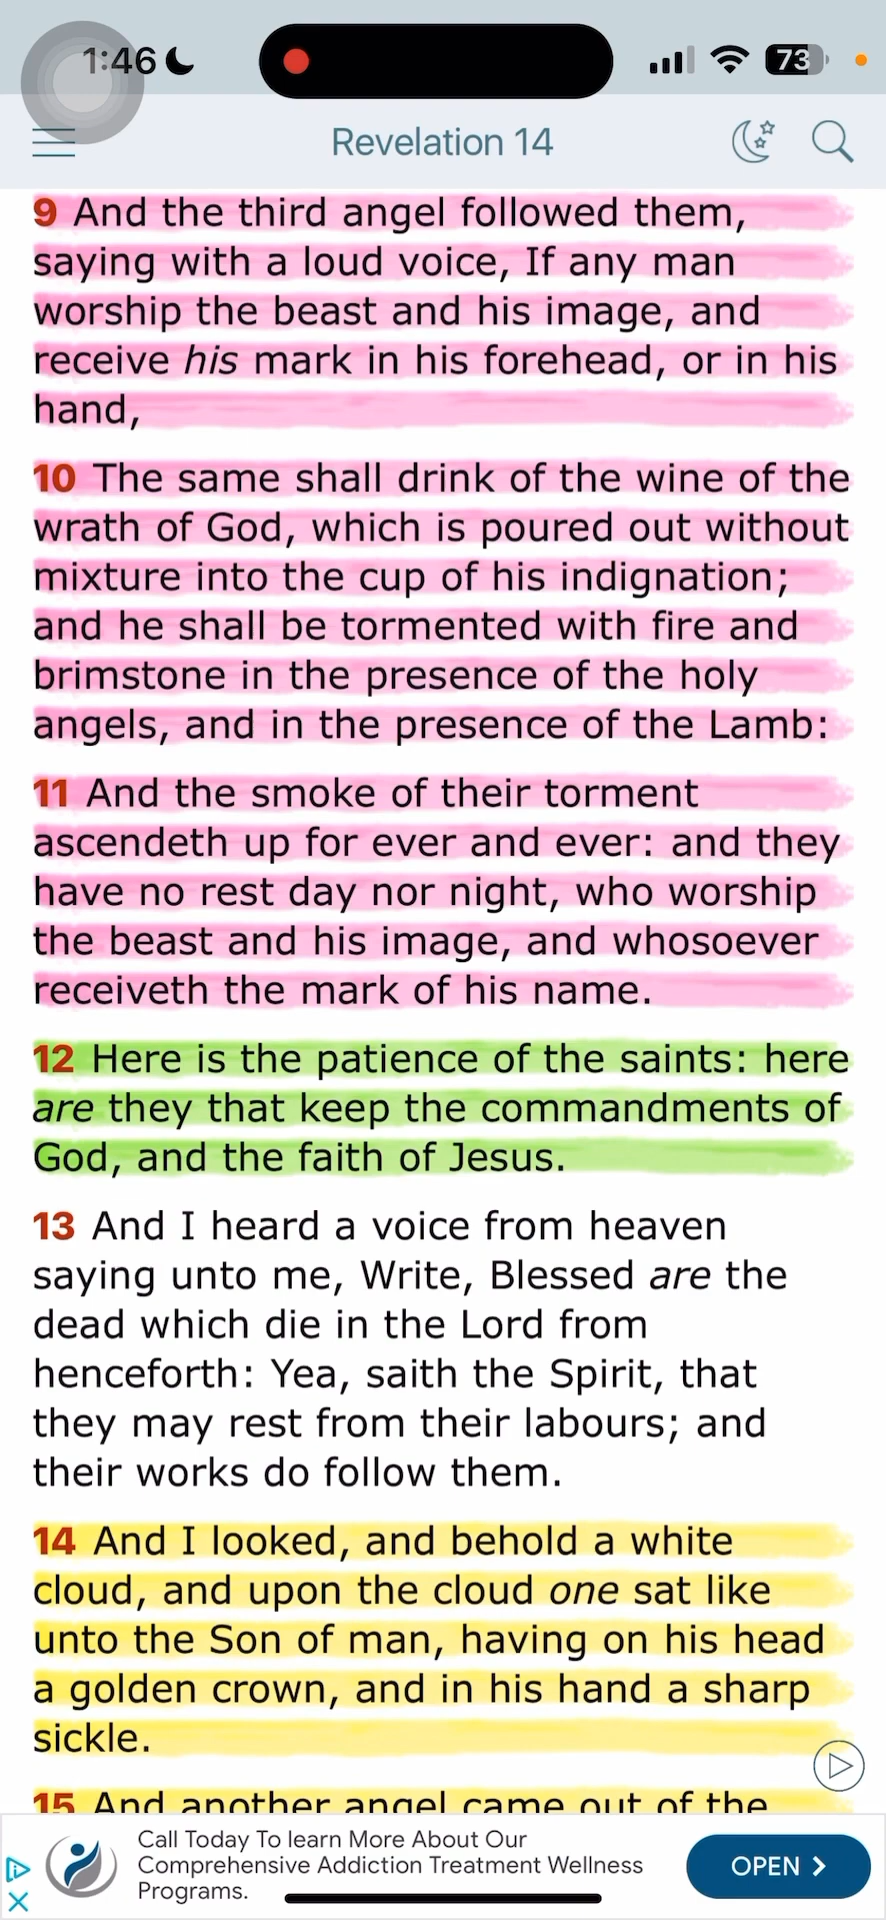 1:46
73
Revelation 14
9 And the third angel followed them,
saying with a loud voice, If any man
worship the beast and his image, and
receive his mark in his forehead, or in his
hand,
10 The same shall drink of the wine of the
wrath of God, which is poured out without
mixture into the cup of his indignation;
and he shall be tormented with fire and
brimstone in the presence of the holy
angels, and in the presence of the Lamb:
11 And the smoke of their torment
ascendeth up for ever and ever: and they
have no rest day nor night, who worship
the beast and his image, and whosoever
receiveth the mark of his name.
12 Here is the patience of the saints: here
are they that keep the commandments of
God, and the faith of Jesus.
13 And I heard a voice from heaven
saying unto me, Write, Blessed are the
dead which die in the Lord from
henceforth: Yea, saith the Spirit, that
they may rest from their labours; and
their works do follow them.
14 And I looked, and behold a white
cloud, and upon the cloud one sat like
unto the Son of man, having on his head
a golden crown, and in his hand a sharp
sickle.
15 And another angel came out of the
Call Today To learn More About Our
Comprehensive Addiction Treatment Wellness
Programs.
OPEN